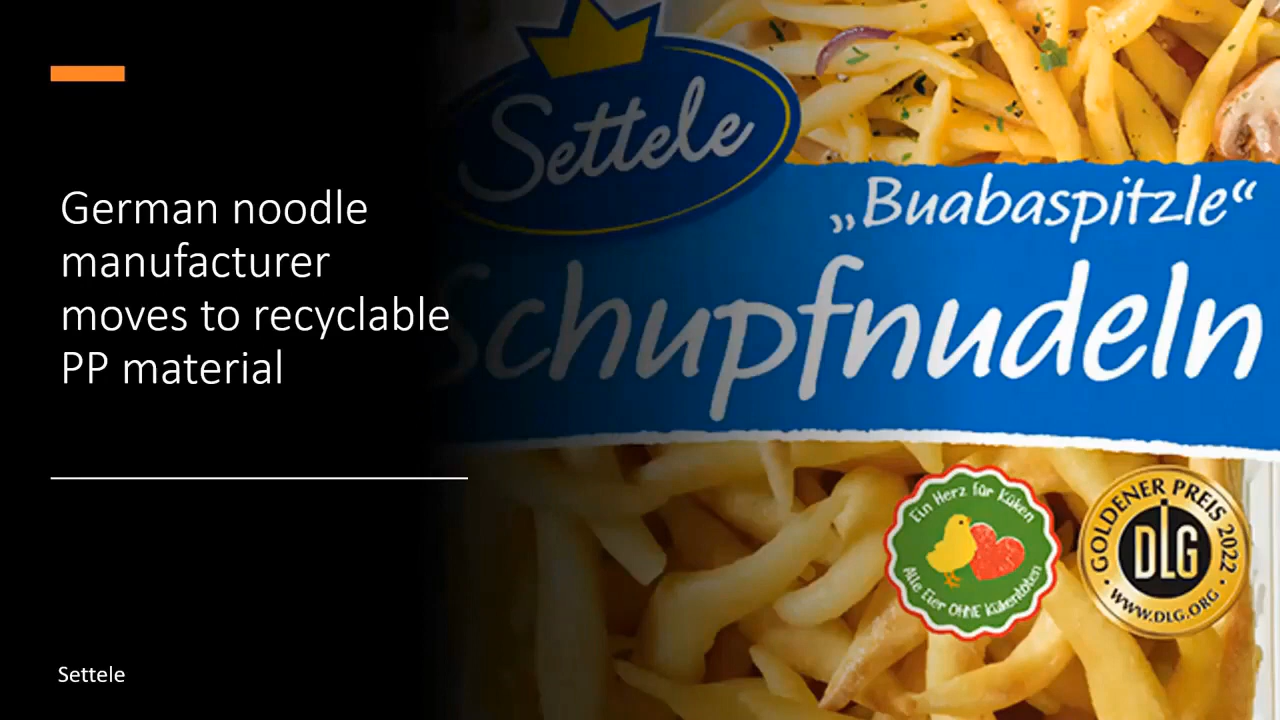 German noodle
manufacturer
moves to recyclable
PP material
Settele
Settele
„Buabaspitzle“
Schupfnudeln
Ein Herz für Küken
Alle Eier OHNE Kükentöten
GOLDENER PREIS 2022
DLG
WWW.DLG.ORG